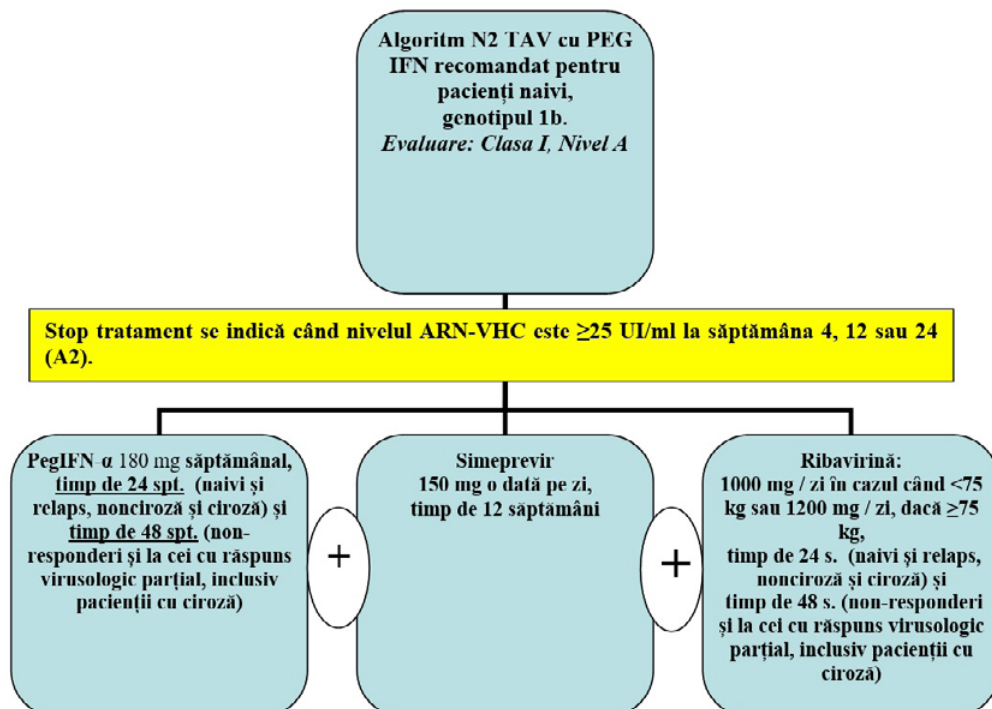 Algoritm N2 TAV cu PEG
IFN recomandat pentru
pacienți naivi,
genotipul 1b.
Evaluare: Clasa I, Nivel A
Stop tratament se indică când nivelul ARN-VHC este ≥25 UI/ml la săptămâna 4, 12 sau 24
(A2).
PegIFN-α 180 mg săptămânal,
timp de 24 spt. (naivi și
relaps, nonciroză și ciroză) și
timp de 48 spt. (non-
responderi și la cei cu răspuns
virusologic parțial, inclusiv
pacienții cu ciroză)
+
Simeprevir
150 mg o dată pe zi,
timp de 12 săptămâni
+
Ribavirină:
1000 mg / zi în cazul când <75
kg sau 1200 mg / zi, dacă ≥75
kg,
timp de 24 s. (naivi și relaps,
nonciroză și ciroză) și
timp de 48 s. (non-responderi
și la cei cu răspuns virusologic
parțial, inclusiv pacienții cu
ciroză)